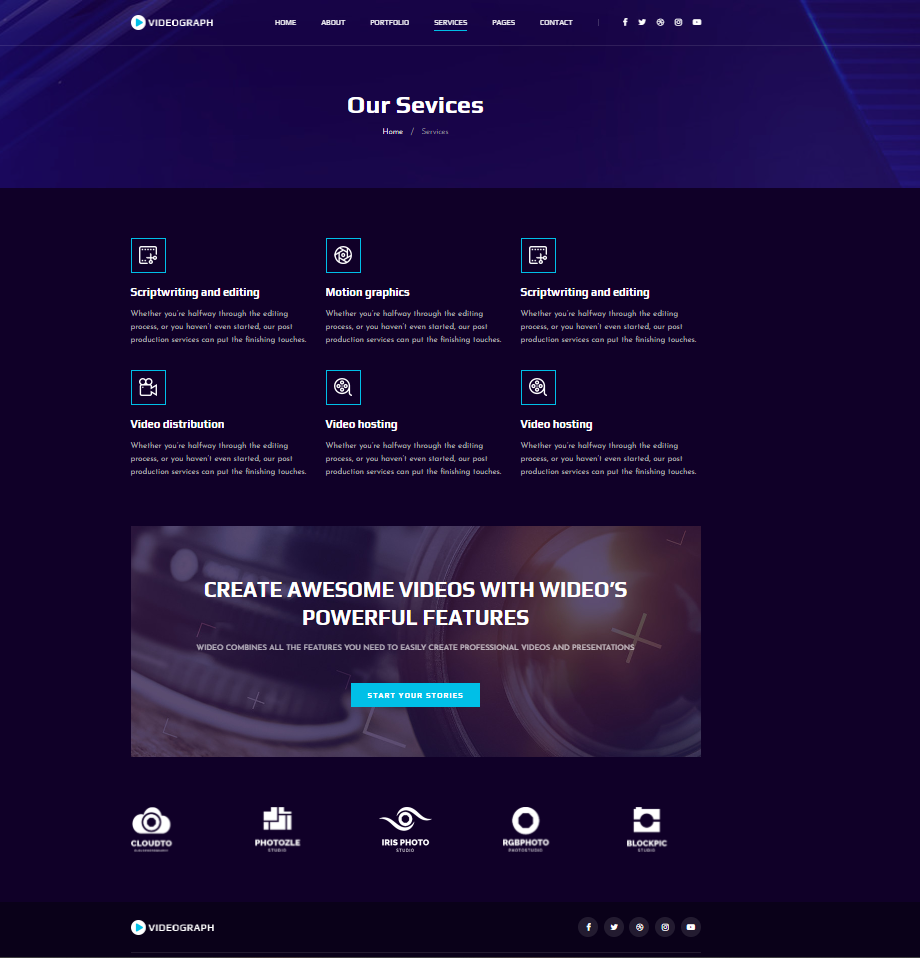 VIDEOGRAPH
HOME ABOUT PORTFOLIO SERVICES PAGES CONTACT
Our Sevices
Home / Services
Scriptwriting and editing
Whether you're halfway through the editing
process, or you haven't even started, our post
production services can put the finishing touches.
Motion graphics
Whether you're halfway through the editing
process, or you haven't even started, our post
production services can put the finishing touches.
Scriptwriting and editing
Whether you're halfway through the editing
process, or you haven't even started, our post
production services can put the finishing touches.
Video distribution
Whether you're halfway through the editing
process, or you haven't even started, our post
production services can put the finishing touches.
Video hosting
Whether you're halfway through the editing
process, or you haven't even started, our post
production services can put the finishing touches.
Video hosting
Whether you're halfway through the editing
process, or you haven't even started, our post
production services can put the finishing touches.
CREATE AWESOME VIDEOS WITH WIDEO'S
POWERFUL FEATURES
WIDEO COMBINES ALL THE FEATURES YOU NEED TO EASILY CREATE PROFESSIONAL VIDEOS AND PRESENTATIONS
START YOUR STORIES
CLOUDTO
PHOTOZLE
STUDIO
IRIS PHOTO
STUDIO
RGBPHOTO
PHOTOSTUDIO
BLOCKPIC
STUDIO
VIDEOGRAPH